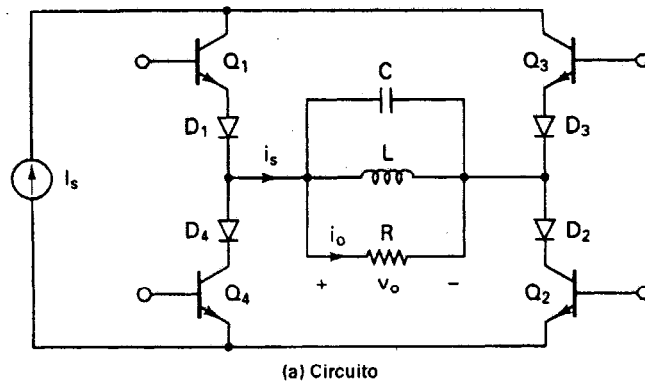 Q1 Q3
C
D1 D3
is L
Is
D4 io R D2
+ vo -
Q4 Q2
(a) Circuito